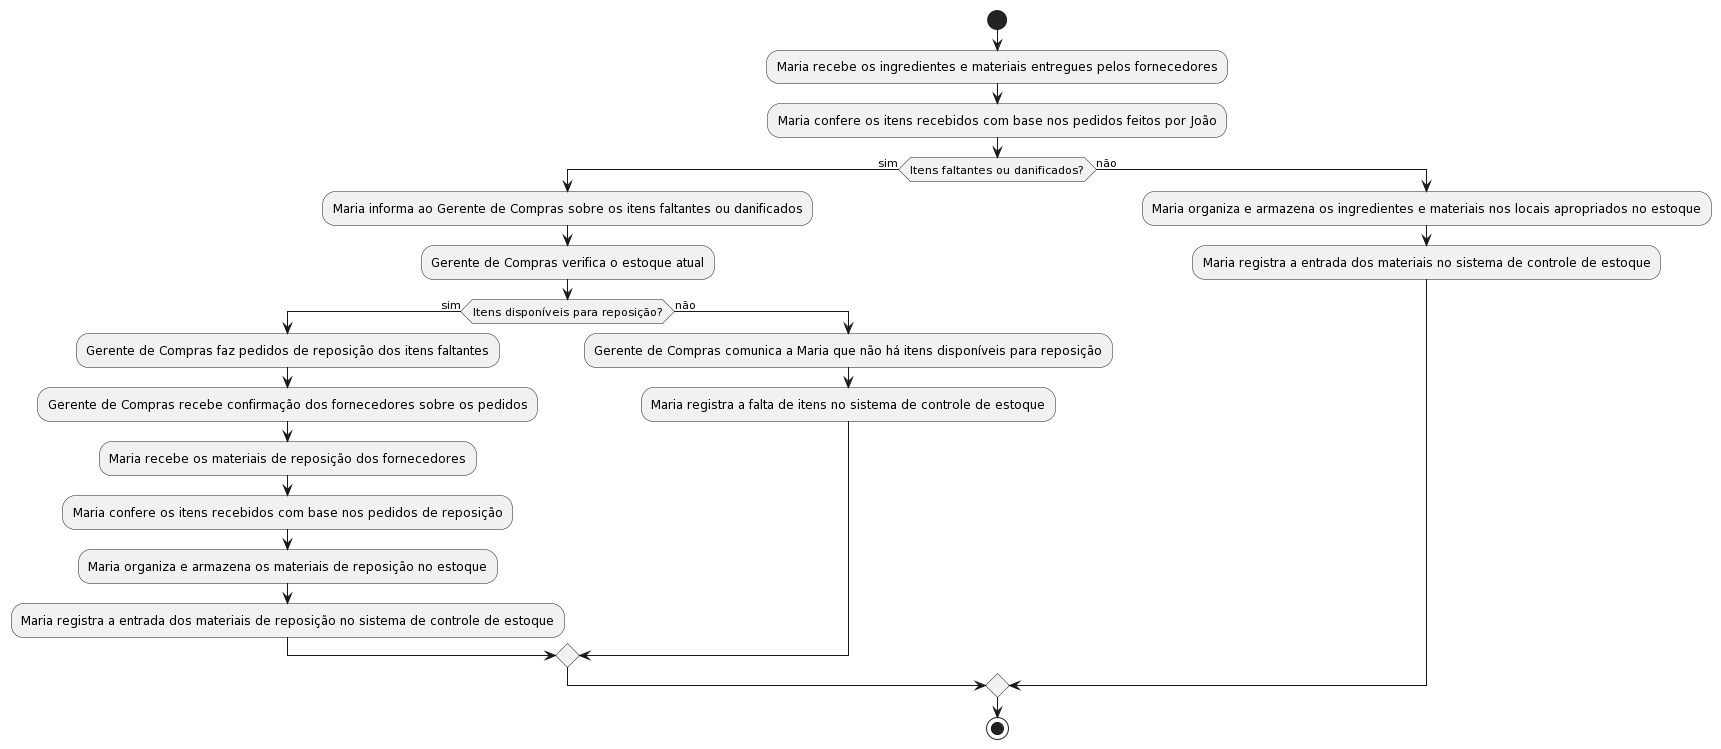 Maria recebe os ingredientes e materiais entregues pelos fornecedores
Maria confere os itens recebidos com base nos pedidos feitos por João
sim
Itens faltantes ou danificados?
não
Maria informa ao Gerente de Compras sobre os itens faltantes ou danificados
Maria organiza e armazena os ingredientes e materiais nos locais apropriados no estoque
Gerente de Compras verifica o estoque atual
Maria registra a entrada dos materiais no sistema de controle de estoque
sim
Itens disponíveis para reposição?
não
Gerente de Compras faz pedidos de reposição dos itens faltantes
Gerente de Compras comunica a Maria que não há itens disponíveis para reposição
Gerente de Compras recebe confirmação dos fornecedores sobre os pedidos
Maria registra a falta de itens no sistema de controle de estoque
Maria recebe os materiais de reposição dos fornecedores
Maria confere os itens recebidos com base nos pedidos de reposição
Maria organiza e armazena os materiais de reposição no estoque
Maria registra a entrada dos materiais de reposição no sistema de controle de estoque